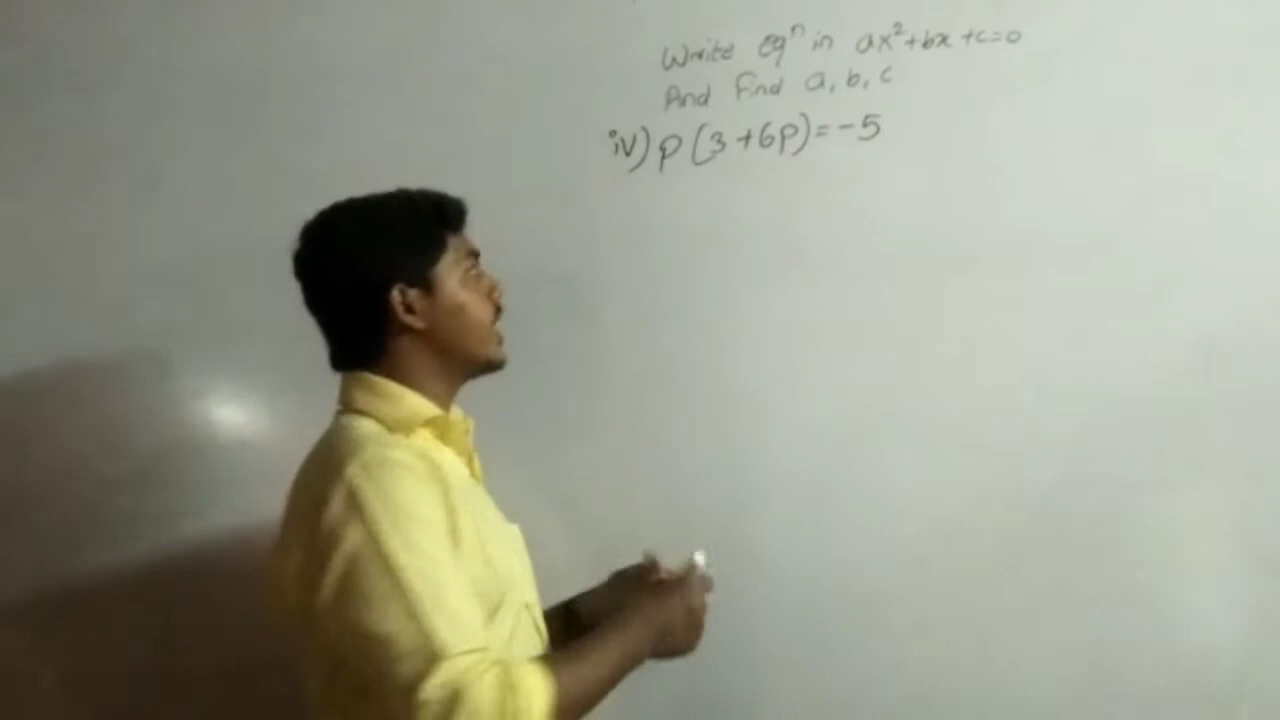 Write eqⁿ in ax²+bx+c=0
And Find a, b, c
iv) p(3+6p)=-5